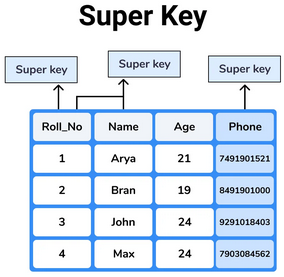 Super Key
Super key
Super key
Super key
Roll_No Name Age Phone
1 Arya 21 7491901521
2 Bran 19 8491901000
3 John 24 9291018403
4 Max 24 7903084562